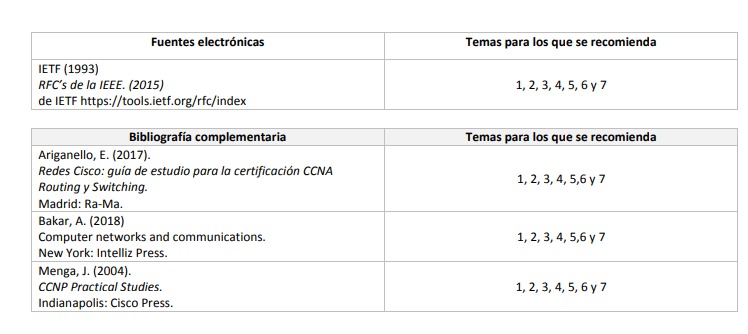 Fuentes electrónicas
Temas para los que se recomienda
IETF (1993)
RFC's de la IEEE. (2015)
de IETF https://tools.ietf.org/rfc/index
1, 2, 3, 4, 5, 6 y 7
Bibliografía complementaria
Temas para los que se recomienda
Ariganello, E. (2017).
Redes Cisco: guía de estudio para la certificación CCNA
Routing y Switching.
Madrid: Ra-Ma.
1, 2, 3, 4, 5,6 y 7
Bakar, A. (2018)
Computer networks and communications.
New York: Intelliz Press.
1, 2, 3, 4, 5,6 y 7
Menga, J. (2004).
CCNP Practical Studies.
Indianapolis: Cisco Press.
1, 2, 3, 4, 5, 6 y 7